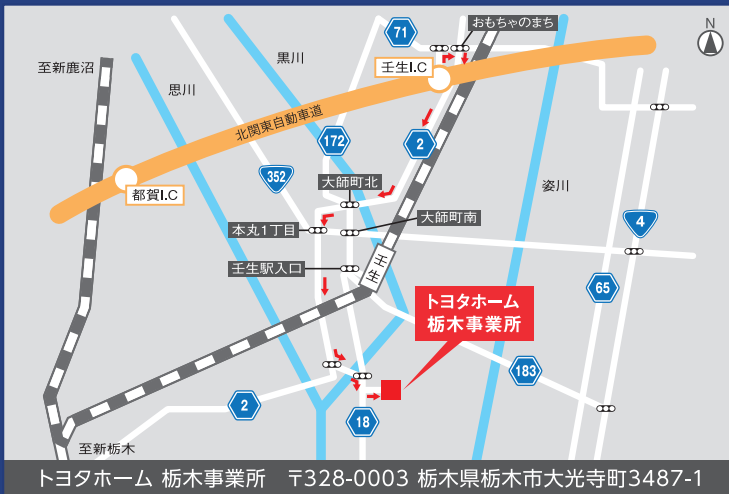 おもちゃのまち
N
71
黒川
至新鹿沼
壬生I.C
思川
北関東自動車道
172
2
352
大師町北
姿川
都賀I.C
4
本丸1丁目
大師町南
壬生駅入口
壬生
65
トヨタホーム
栃木事業所
183
2
18
至新栃木
トヨタホーム 栃木事業所 〒328-0003 栃木県栃木市大光寺町3487-1